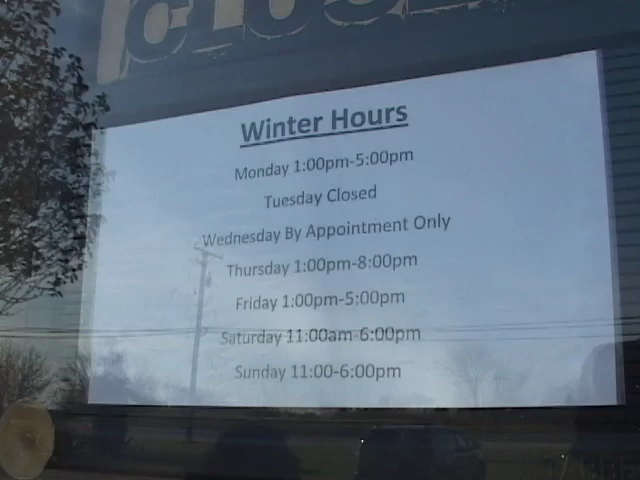 Winter Hours
Monday 1:00pm-5:00pm
Tuesday Closed
Wednesday By Appointment Only
Thursday 1:00pm-8:00pm
Friday 1:00pm-5:00pm
Saturday 11:00am-6:00pm
Sunday 11:00-6:00pm